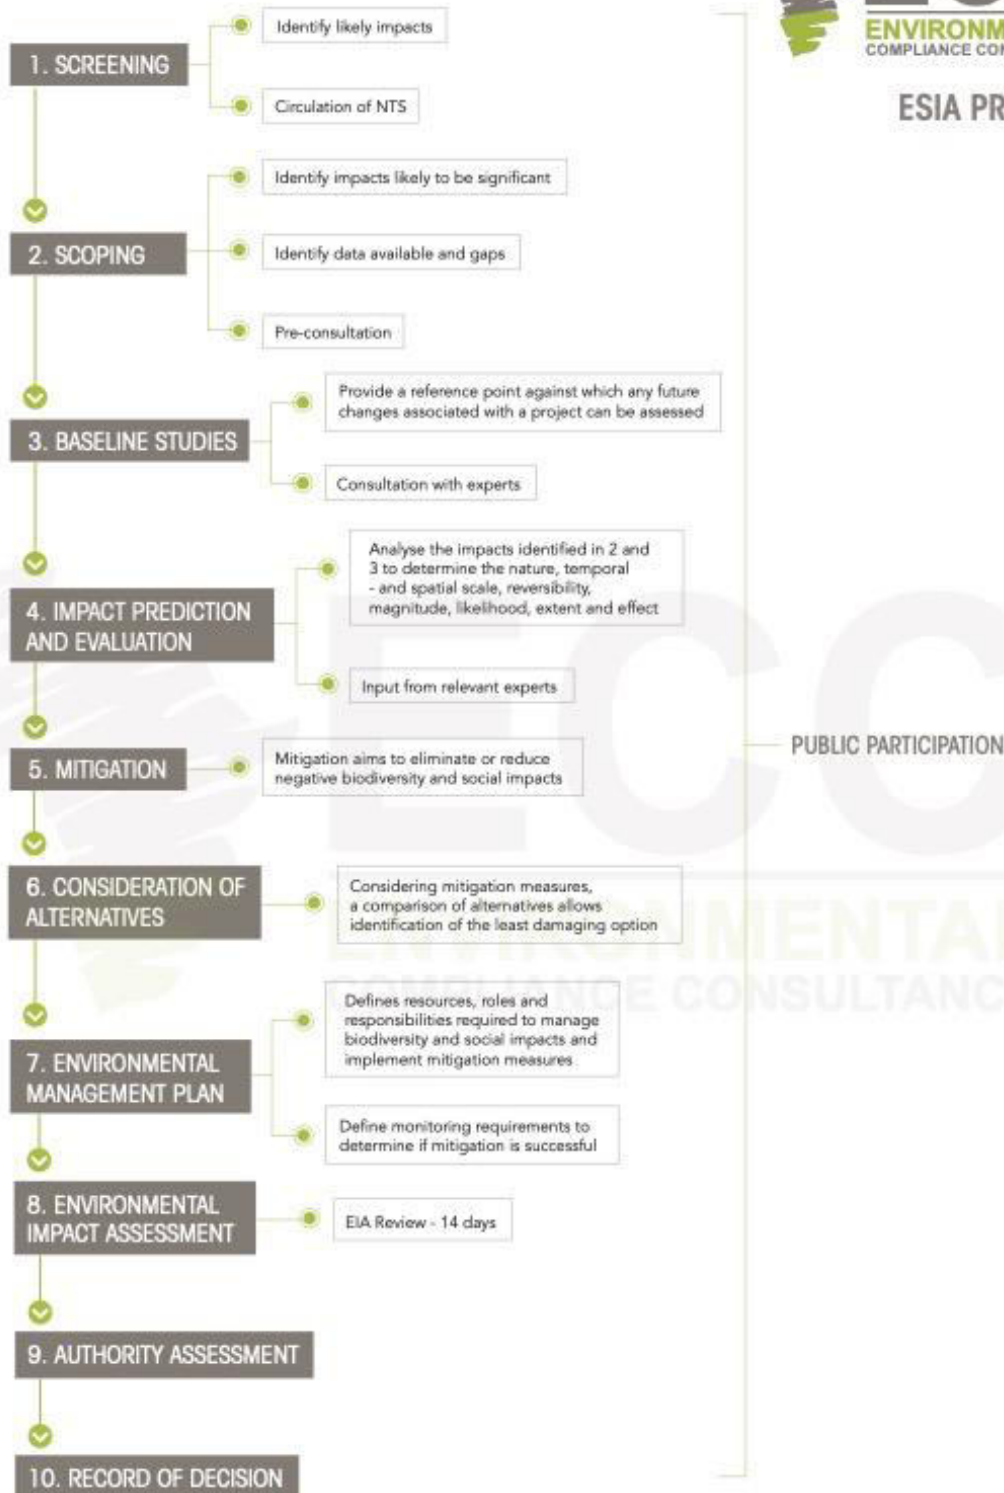 ENVIRONM
COMPLIANCE CON
ESIA PR
1. SCREENING
Identify likely impacts
Circulation of NTS
2. SCOPING
Identify impacts likely to be significant
Identify data available and gaps
Pre-consultation
3. BASELINE STUDIES
Provide a reference point against which any future
changes associated with a project can be assessed
Consultation with experts
4. IMPACT PREDICTION
AND EVALUATION
Analyse the impacts identified in 2 and
3 to determine the nature, temporal
- and spatial scale, reversibility,
magnitude, likelihood, extent and effect
Input from relevant experts
5. MITIGATION
Mitigation aims to eliminate or reduce
negative biodiversity and social impacts
PUBLIC PARTICIPATION
6. CONSIDERATION OF
ALTERNATIVES
Considering mitigation measures,
a comparison of alternatives allows
identification of the least damaging option
7. ENVIRONMENTAL
MANAGEMENT PLAN
Defines resources, roles and
responsibilities required to manage
biodiversity and social impacts and
implement mitigation measures
Define monitoring requirements to
determine if mitigation is successful
8. ENVIRONMENTAL
IMPACT ASSESSMENT
EIA Review - 14 days
9. AUTHORITY ASSESSMENT
10. RECORD OF DECISION
ECC
ENVIRONMENTA
COMPLIANCE CONSULTANC